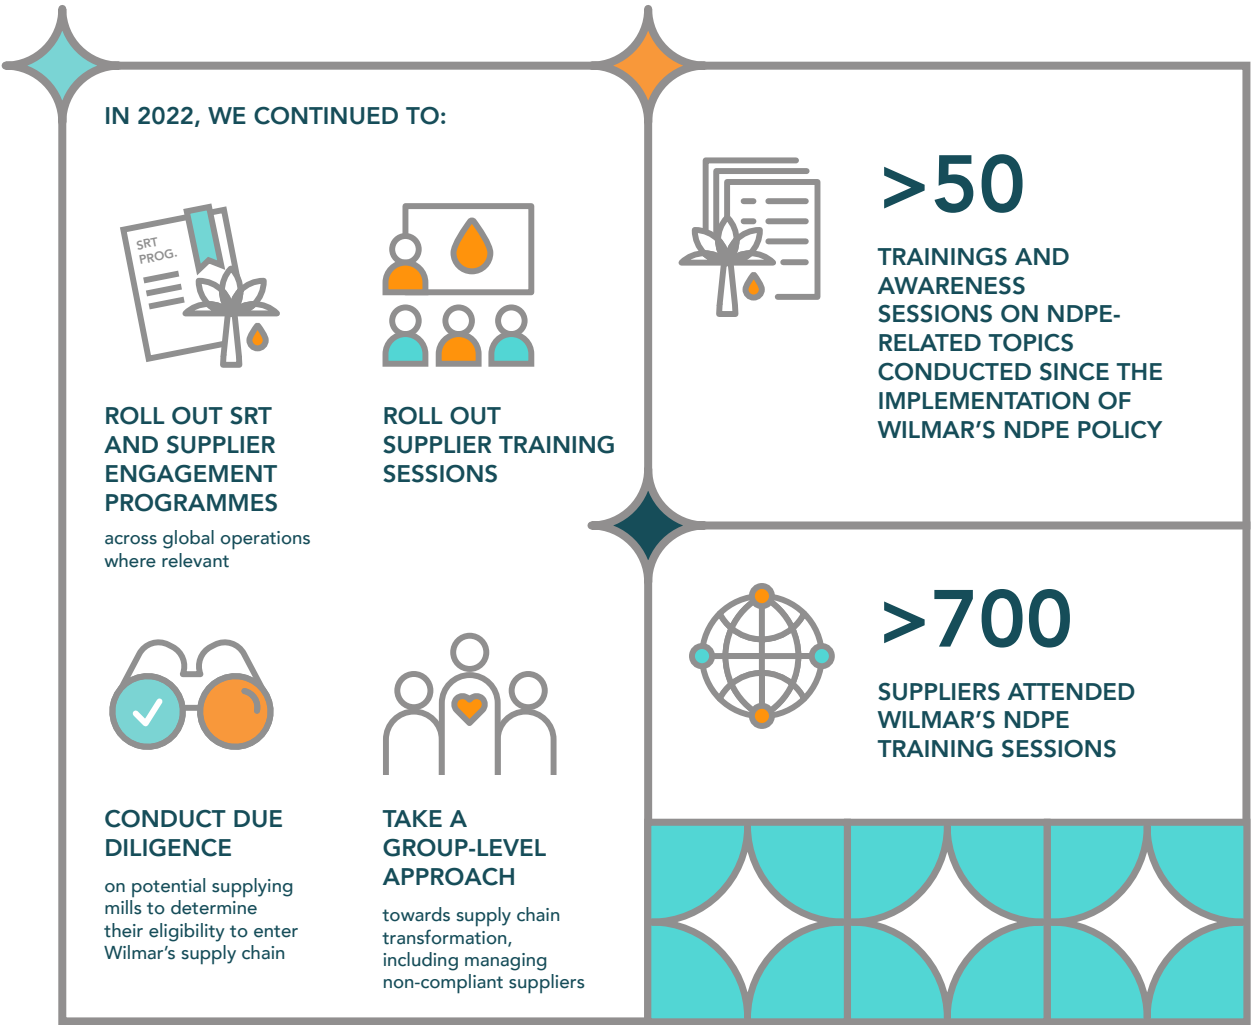 IN 2022, WE CONTINUED TO:
SRT
PROG.
ROLL OUT SRT
AND SUPPLIER
ENGAGEMENT
PROGRAMMES
across global operations
where relevant
ROLL OUT
SUPPLIER TRAINING
SESSIONS
CONDUCT DUE
DILIGENCE
on potential supplying
mills to determine
their eligibility to enter
Wilmar’s supply chain
TAKE A
GROUP-LEVEL
APPROACH
towards supply chain
transformation,
including managing
non-compliant suppliers
>50
TRAININGS AND
AWARENESS
SESSIONS ON NDPE-
RELATED TOPICS
CONDUCTED SINCE THE
IMPLEMENTATION OF
WILMAR’S NDPE POLICY
>700
SUPPLIERS ATTENDED
WILMAR’S NDPE
TRAINING SESSIONS